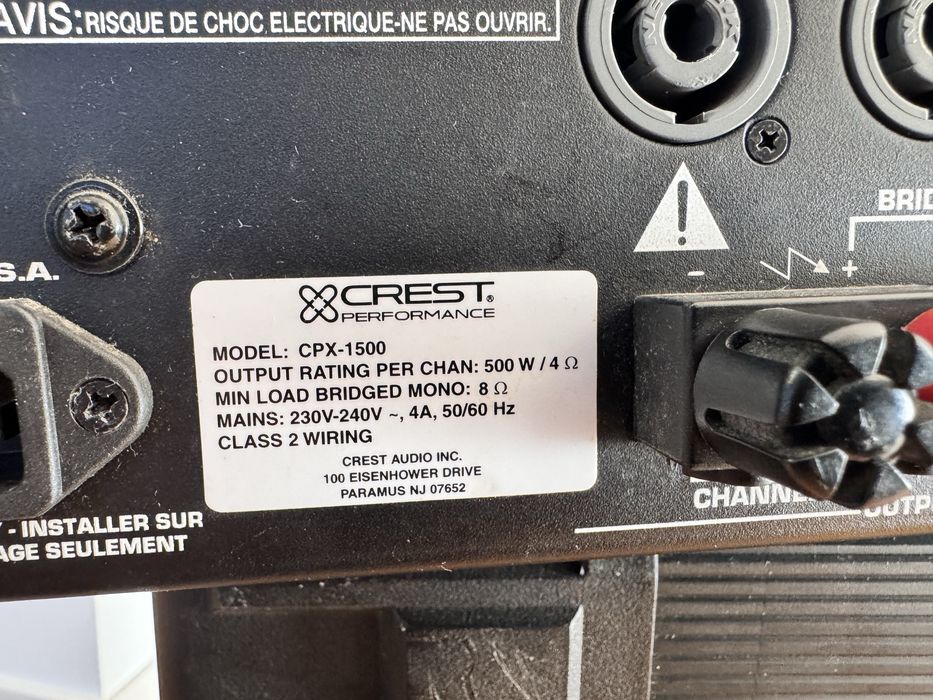 AVIS: RISQUE DE CHOC ELECTRIQUE-NE PAS OUVRIR.
S.A.
- +
CREST®
PERFORMANCE
MODEL: CPX-1500
OUTPUT RATING PER CHAN: 500 W / 4 Ω
MIN LOAD BRIDGED MONO: 8 Ω
MAINS: 230V-240V ~, 4A, 50/60 Hz
CLASS 2 WIRING
CREST AUDIO INC.
100 EISENHOWER DRIVE
PARAMUS NJ 07652
- INSTALLER SUR
AGE SEULEMENT